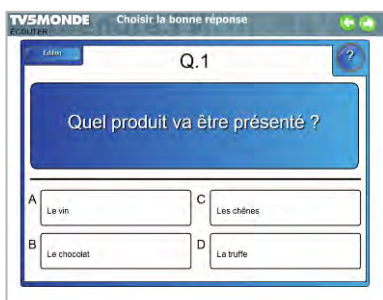 TV5MONDE
Choisir la bonne réponse
ECOUTER
Edition
Q.1
?
Quel produit va être présenté ?
A
Le vin
C
Les chênes
B
Le chocolat
D
La truffe